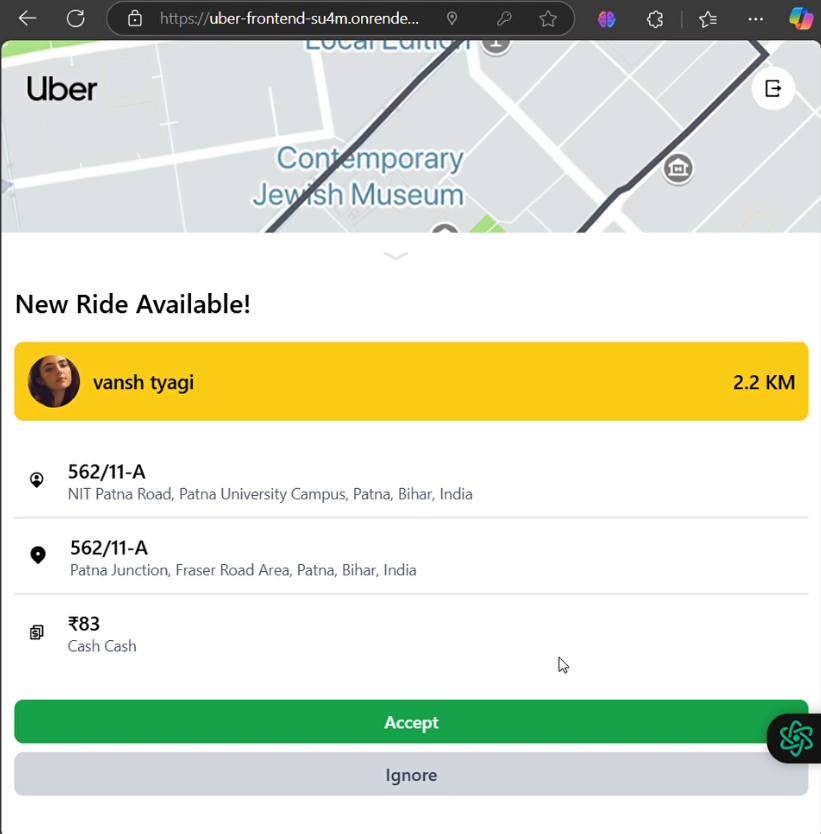 https://uber-frontend-su4m.onrende...
Local Edition
Uber
Contemporary
Jewish Museum
New Ride Available!
vansh tyagi
2.2 KM
562/11-A
NIT Patna Road, Patna University Campus, Patna, Bihar, India
562/11-A
Patna Junction, Fraser Road Area, Patna, Bihar, India
₹83
Cash Cash
Accept
Ignore